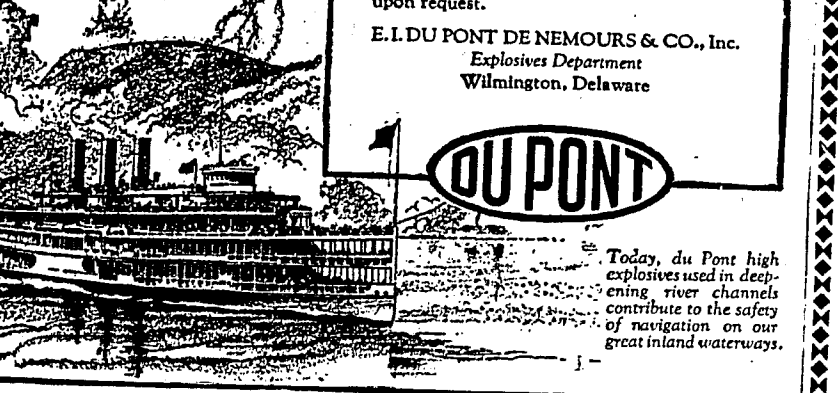 upon request.
E. I. DU PONT DE NEMOURS & CO., Inc.
Explosives Department
Wilmington, Delaware
DU PONT
Today, du Pont high
explosives used in deep-
ening river channels
contribute to the safety
of navigation on our
great inland waterways.